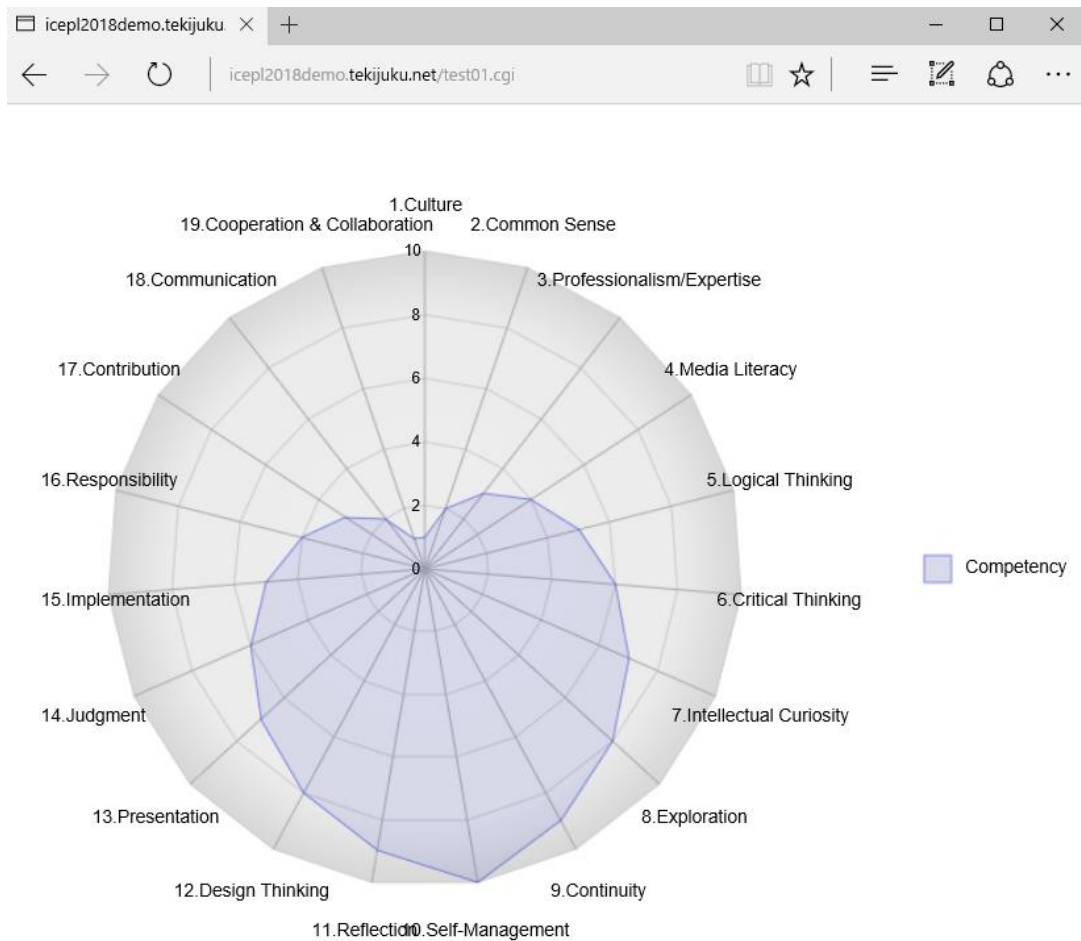 icepl2018demo.tekijuku.
icepl2018demo.tekijuku.net/test01.cgi
1.Culture
19.Cooperation & Collaboration
2.Common Sense
10
18.Communication
3.Professionalism/Expertise
8
17.Contribution
6
4.Media Literacy
4
16.Responsibility
5.Logical Thinking
2
0
Competency
15.Implementation
6.Critical Thinking
14.Judgment
7.Intellectual Curiosity
13.Presentation
8.Exploration
12.Design Thinking
9.Continuity
11.Reflection
10.Self-Management